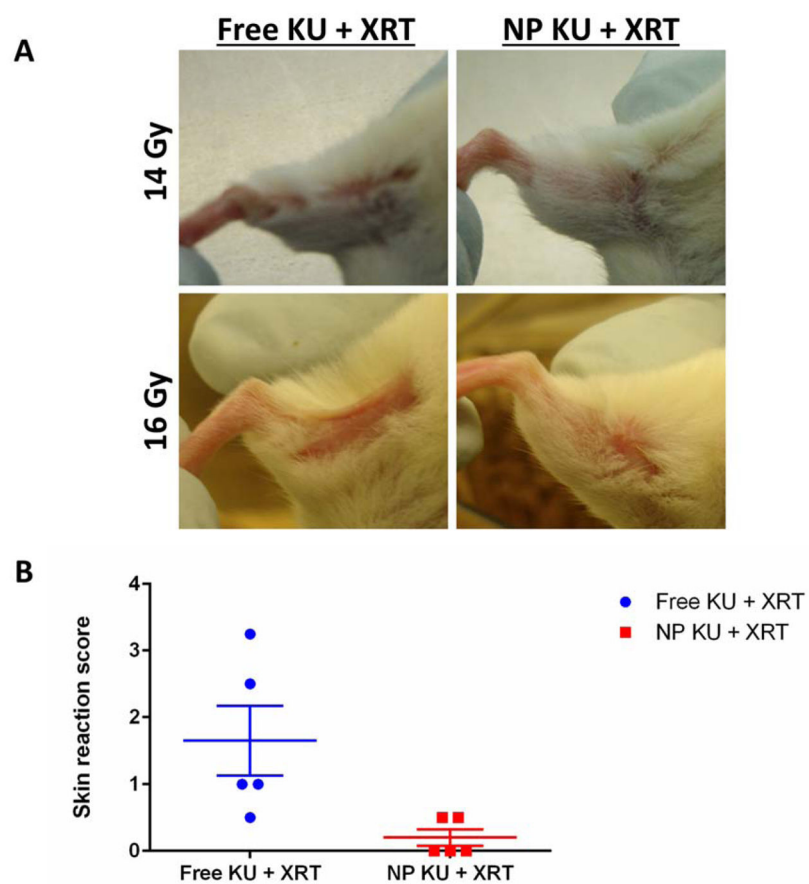 A
Free KU + XRT
NP KU + XRT
14 Gy
16 Gy
B
Skin reaction score
4
3
2
1
0
Free KU + XRT
NP KU + XRT
Free KU + XRT
NP KU + XRT